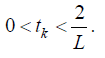 0 < t_k < 2/L .